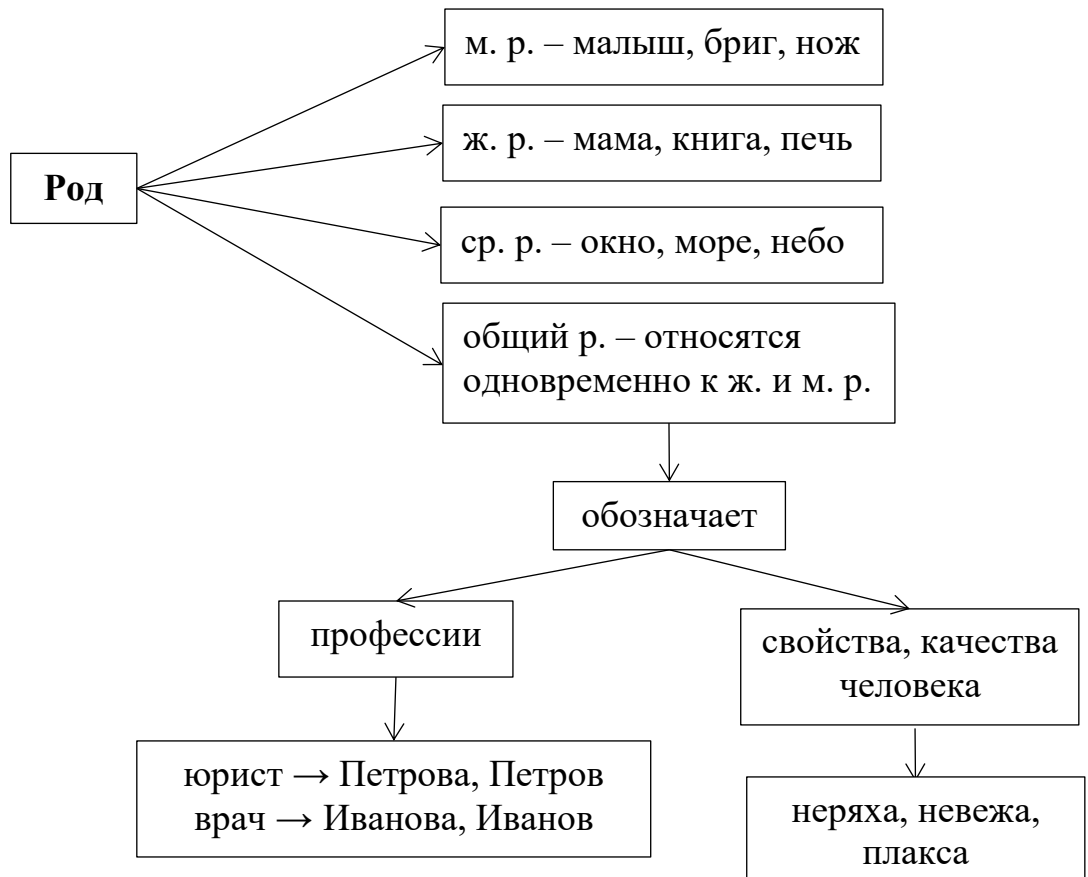 м. р. – малыш, бриг, нож
ж. р. – мама, книга, печь
Род
ср. р. – окно, море, небо
общий р. – относятся
одновременно к ж. и м. р.
обозначает
профессии
свойства, качества
человека
юрист → Петрова, Петров
врач → Иванова, Иванов
неряха, невежа,
плакса